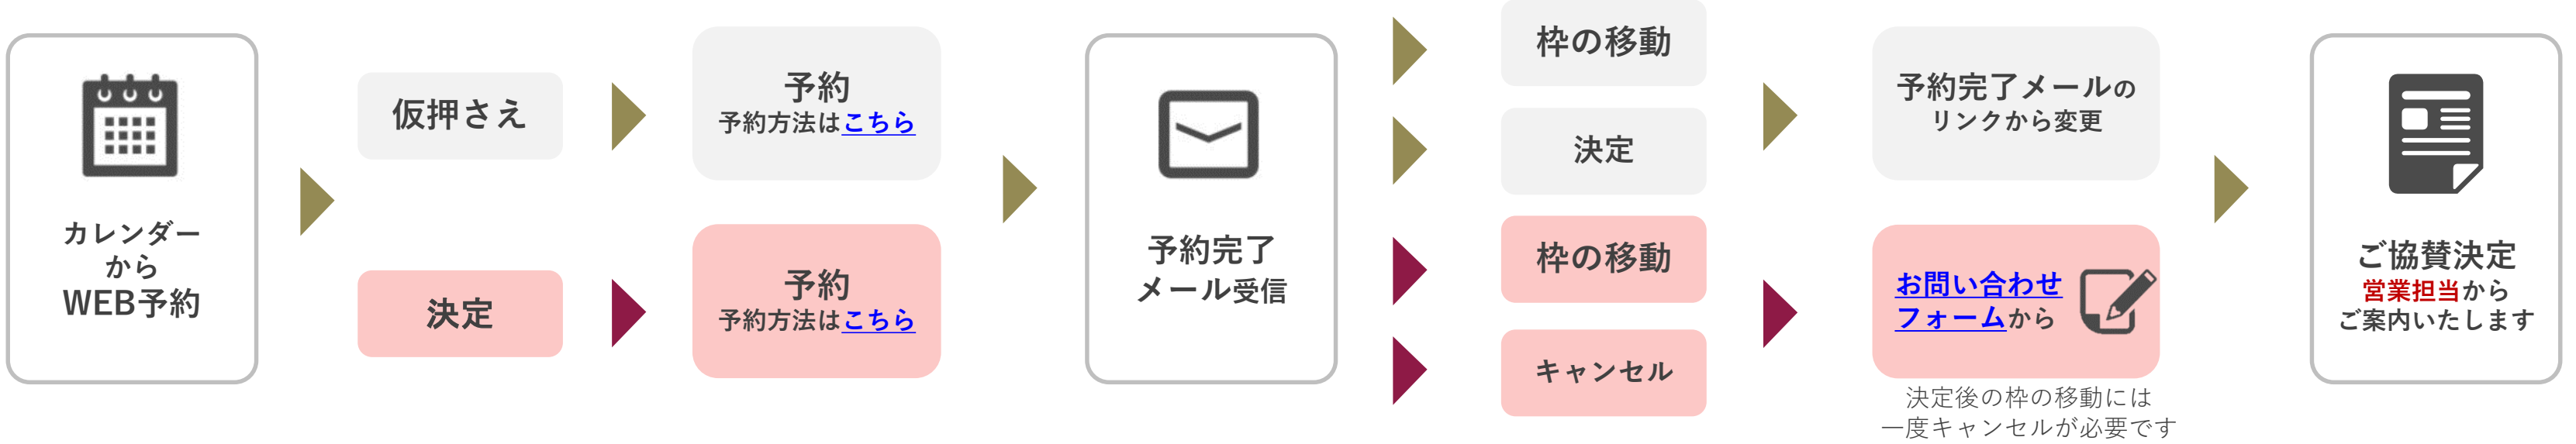 カレンダー
から
WEB予約
仮押さえ
予約
予約方法はこちら
決定
予約
予約方法はこちら
予約完了
メール受信
枠の移動
決定
枠の移動
キャンセル
予約完了メールの
リンクから変更
お問い合わせ
フォームから
決定後の枠の移動には
一度キャンセルが必要です
ご協賛決定
営業担当から
ご案内いたします